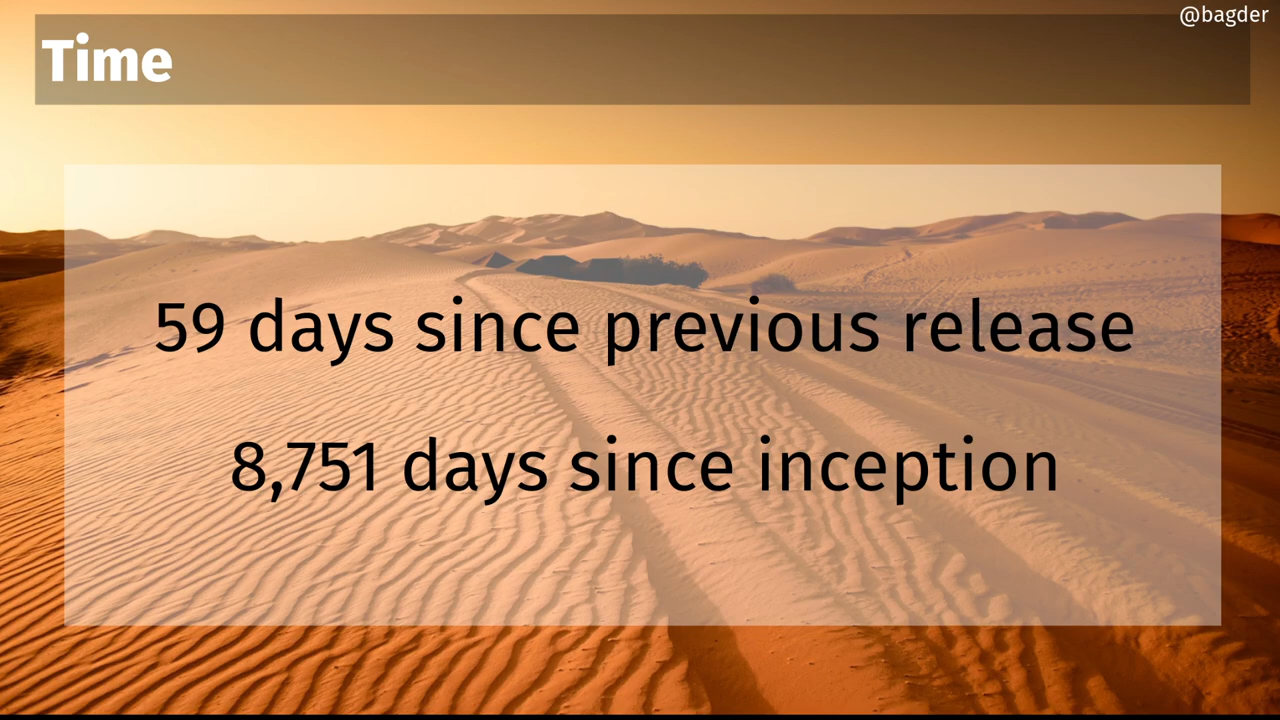 @bagder
Time
59 days since previous release
8,751 days since inception